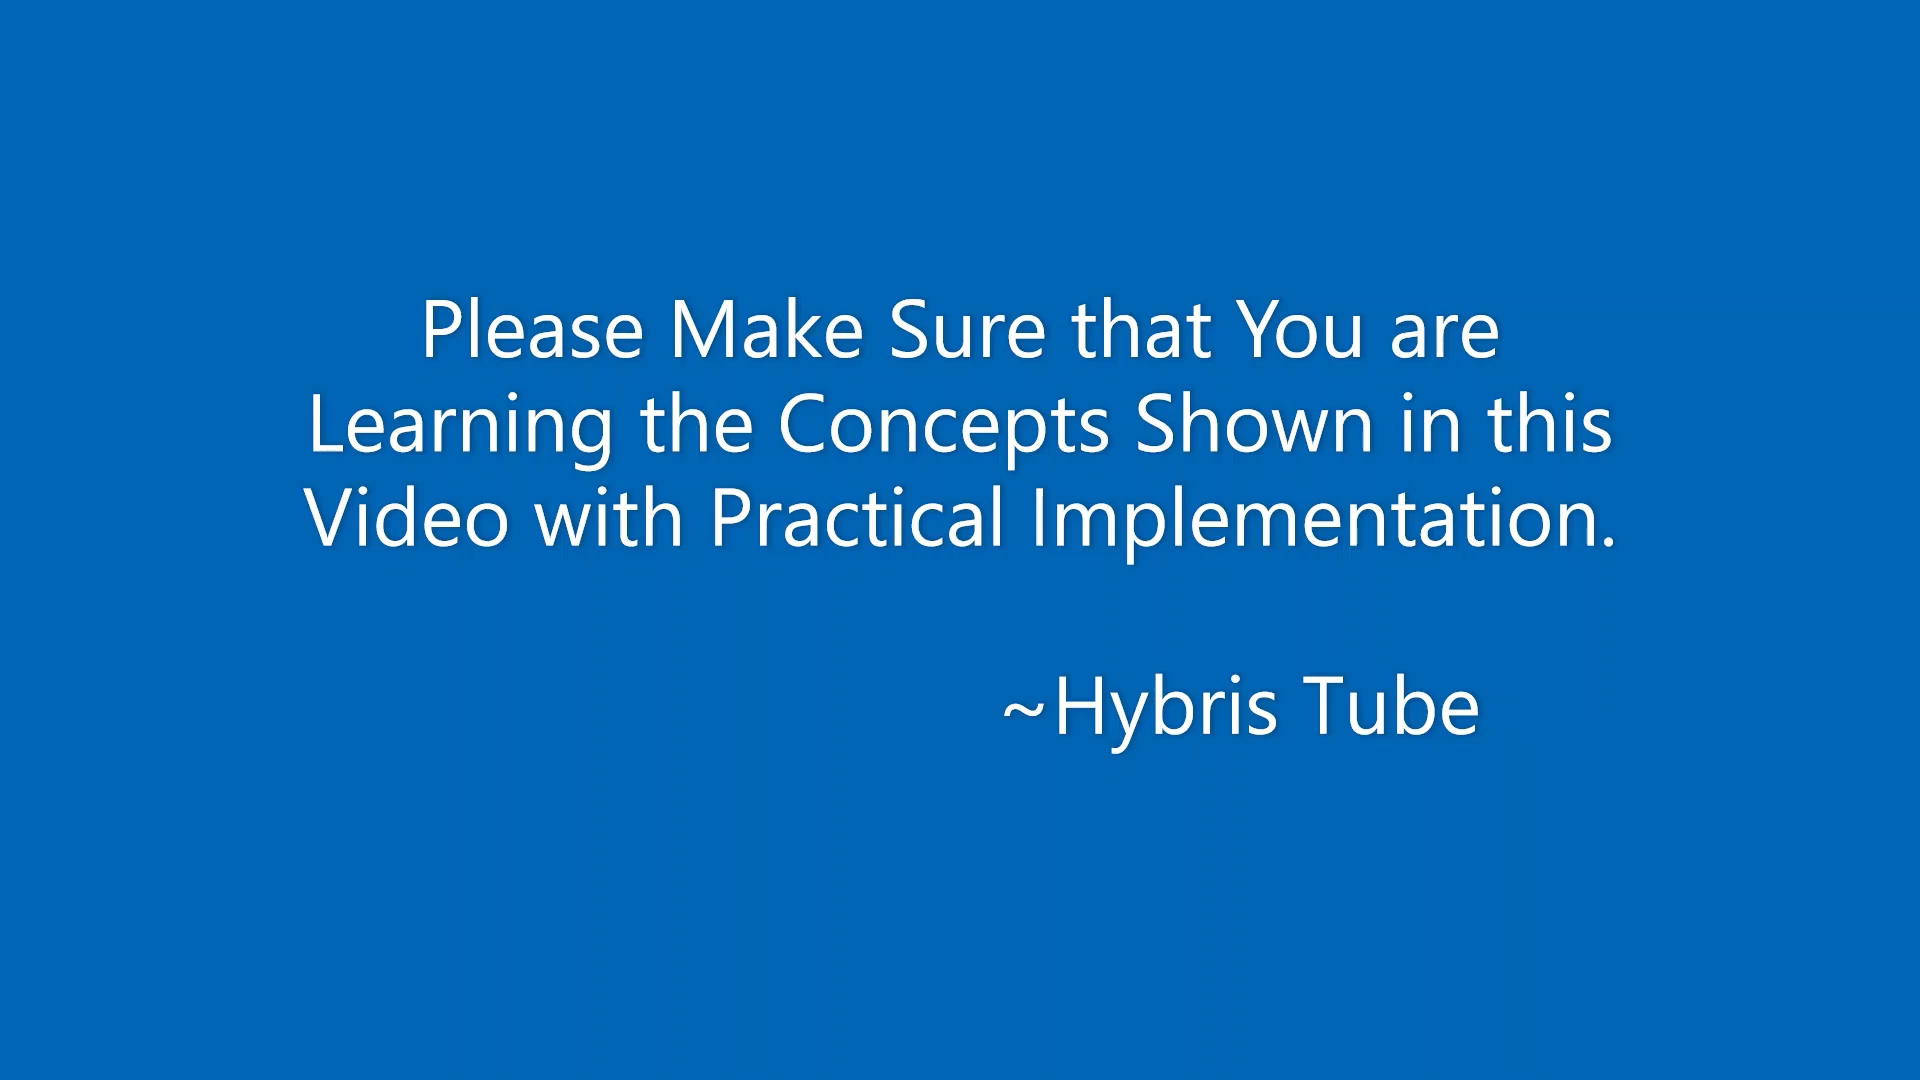 Please Make Sure that You are
Learning the Concepts Shown in this
Video with Practical Implementation.
~Hybris Tube